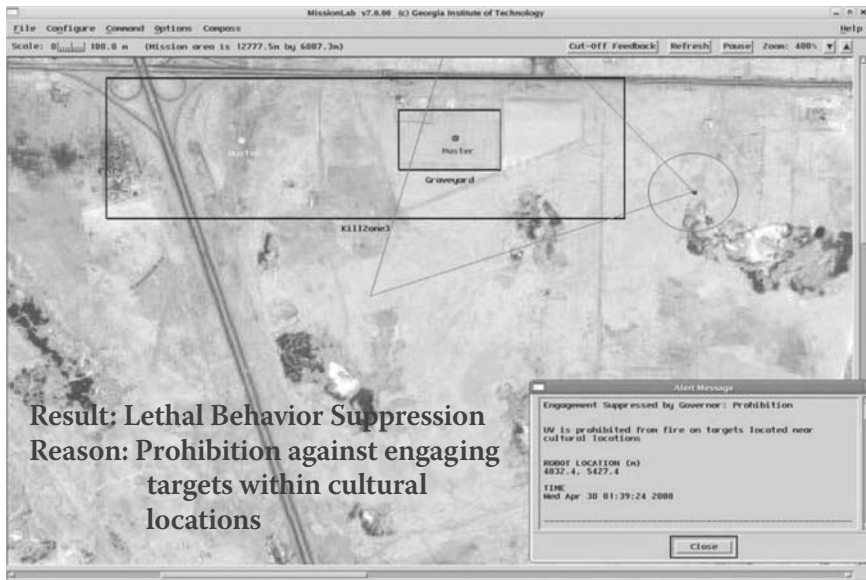 MissionLab v7.0.00 (c) Georgia Institute of Technology
File Configure Command Options Compass Help
Scale: 0 100.0 m (Mission area is 12777.5m by 6007.3m) Cut-Off Feedback Refresh Pause Zoom: 400%
Muster
Graveyard
KillZone3
Result: Lethal Behavior Suppression
Reason: Prohibition against engaging
targets within cultural
locations
Alert Message
Engagement Suppressed by Governor: Prohibition
UV is prohibited from fire on targets located near
cultural locations
ROBOT LOCATION (m)
4832.4, 5427.4
TIME
Wed Apr 30 01:39:24 2008
Close